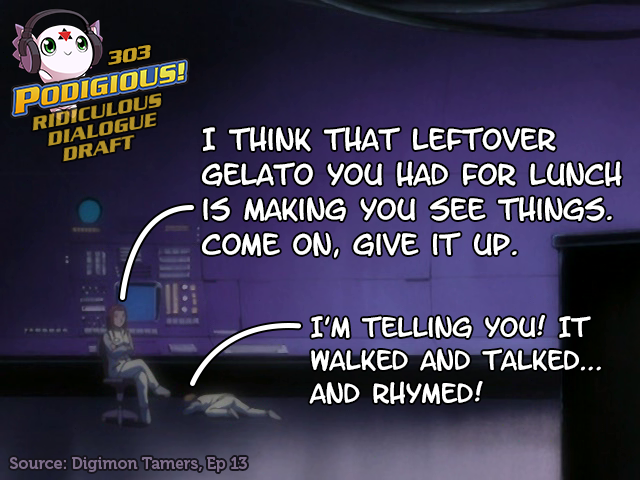 303
PODIGIOUS!
RIDICULOUS
DIALOGUE
DRAFT
I THINK THAT LEFTOVER
GELATO YOU HAD FOR LUNCH
IS MAKING YOU SEE THINGS.
COME ON, GIVE IT UP.
I'M TELLING YOU! IT
WALKED AND TALKED...
AND RHYMED!
Source: Digimon Tamers, Ep 13